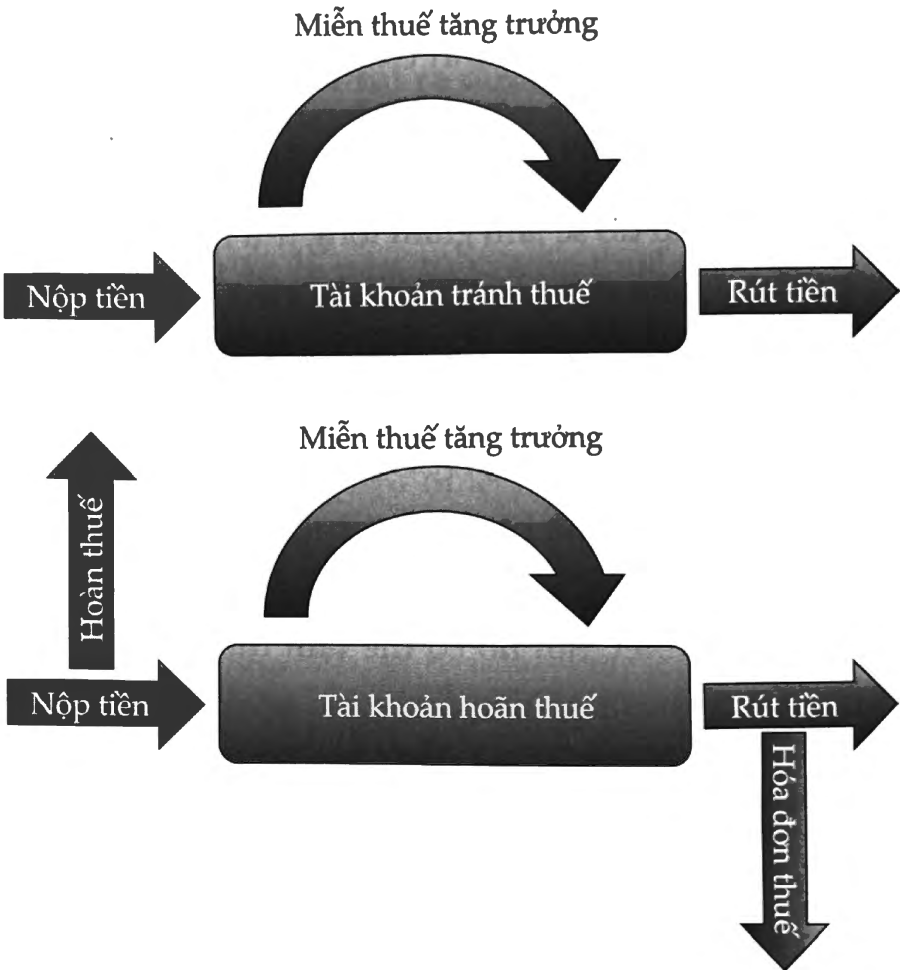 Miễn thuế tăng trưởng
Nộp tiền
Tài khoản tránh thuế
Rút tiền
Miễn thuế tăng trưởng
Hoàn thuế
Nộp tiền
Tài khoản hoãn thuế
Rút tiền
Hóa đơn thuế